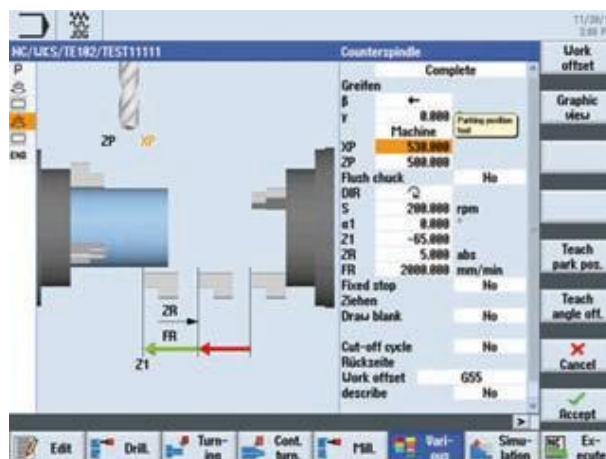 NC/WKS/TE102/TEST11111
Counterspindle
Work offset
Complete
Greifen
β ←
γ 0.000
Parking position tool
Graphic view
Machine
XP 530.000
ZP 500.000
Flush chuck No
DIR
S 200.000 rpm
α1 0.000 °
Z1 -65.000
ZR 5.000 abs
FR 2000.000 mm/min
Fixed stop No
Ziehen
Draw blank No
Cut-off cycle No
Rückseite
Work offset G55
describe No
P
END
ZP XP
ZR
FR
Z1
Teach park pos.
Teach angle off.
Cancel
Accept
>
Edit
Drill.
Turn-ing
Cont. turn.
Mill.
Vari-ous
Simu-lation
NC Ex-ecute